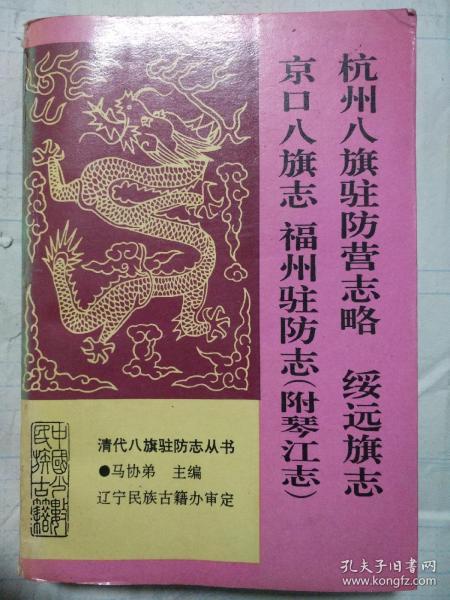 杭州八旗驻防营志略 绥远旗志
京口八旗志 福州驻防志(附琴江志)
清代八旗驻防志丛书
●马协弟 主编
辽宁民族古籍办审定
中國少數
民族古籍
孔夫子旧书网
www.kongfz.com